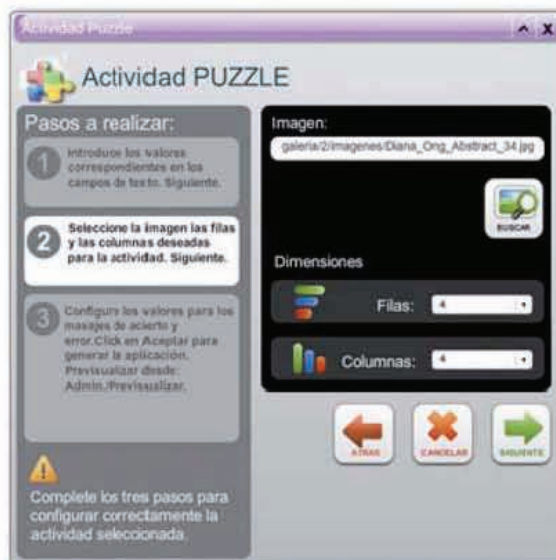 Actividad Puzzle
Actividad PUZZLE
Pasos a realizar:
1
Introduce los valores
correspondientes en los
campos de texto. Siguiente.
2
Seleccione la imagen las filas
y las columnas deseadas
para la actividad. Siguiente.
3
Configure los valores para los
masajes de acierto y
error.Click en Aceptar para
generar la aplicación.
Previsualizar desde:
Admin./Previsualizar.
Complete los tres pasos para
configurar correctamente la
actividad seleccionada.
Imagen:
galeria/2/imagenes/Diana_Ong_Abstract_34.jpg
BUSCAR
Dimensiones
Filas: 4
Columnas: 4
ATRAS
CANCELAR
SIGUIENTE